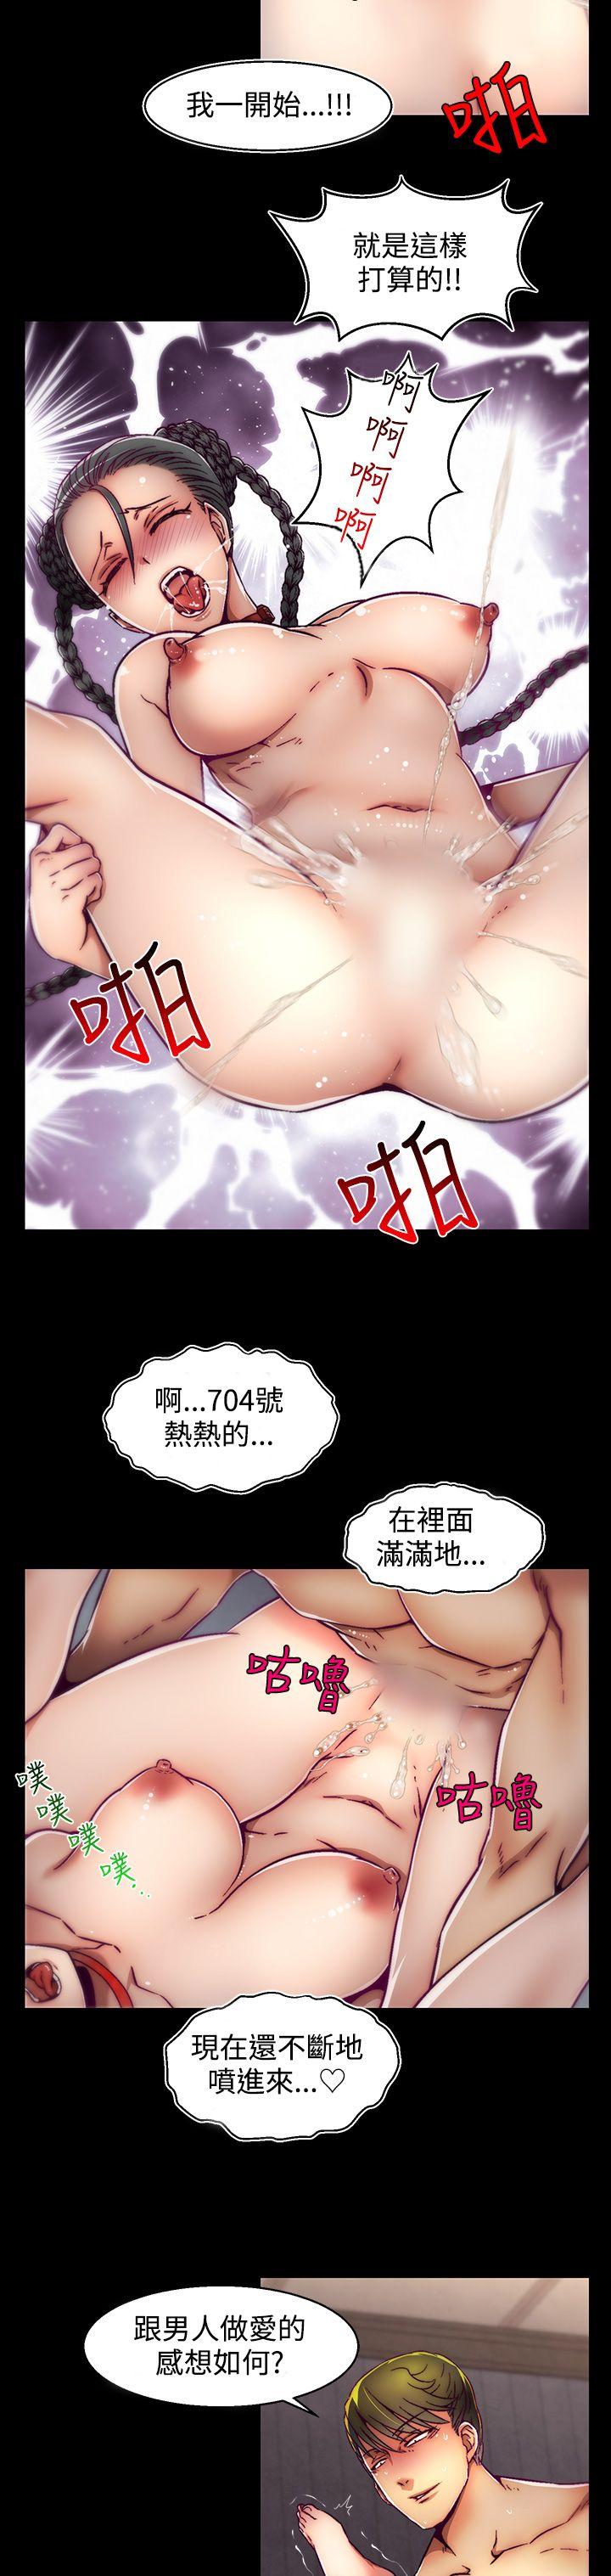 我一開始...!!!
啪
就是這樣
打算的!!
啊
啊
啊
啊
啪
啪
啊...704號
熱熱的...
在裡面
滿滿地...
咕嚕
咕嚕
噗
噗
噗
噗...
現在還不斷地
噴進來...♡
跟男人做愛的
感想如何?